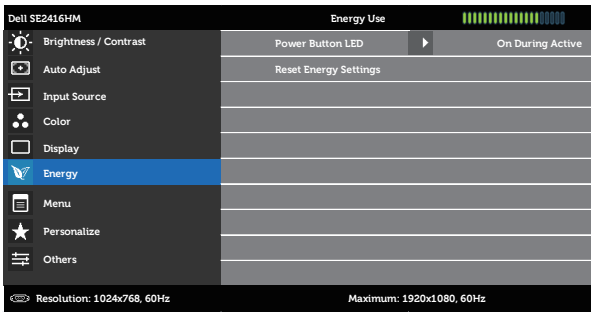 Dell SE2416HM Energy Use
Brightness / Contrast Power Button LED On During Active
Auto Adjust Reset Energy Settings
Input Source
Color
Display
Energy
Menu
Personalize
Others
Resolution: 1024x768, 60Hz Maximum: 1920x1080, 60Hz